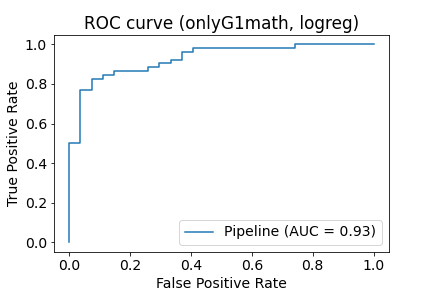 ROC curve (onlyG1math, logreg)
True Positive Rate
1.0
0.8
0.6
0.4
0.2
0.0
Pipeline (AUC = 0.93)
0.0 0.2 0.4 0.6 0.8 1.0
False Positive Rate